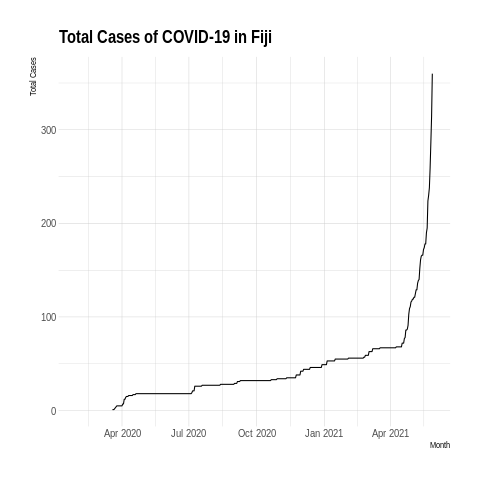 Total Cases of COVID-19 in Fiji
Total Cases
300
200
100
0
Apr 2020 Jul 2020 Oct 2020 Jan 2021 Apr 2021
Month